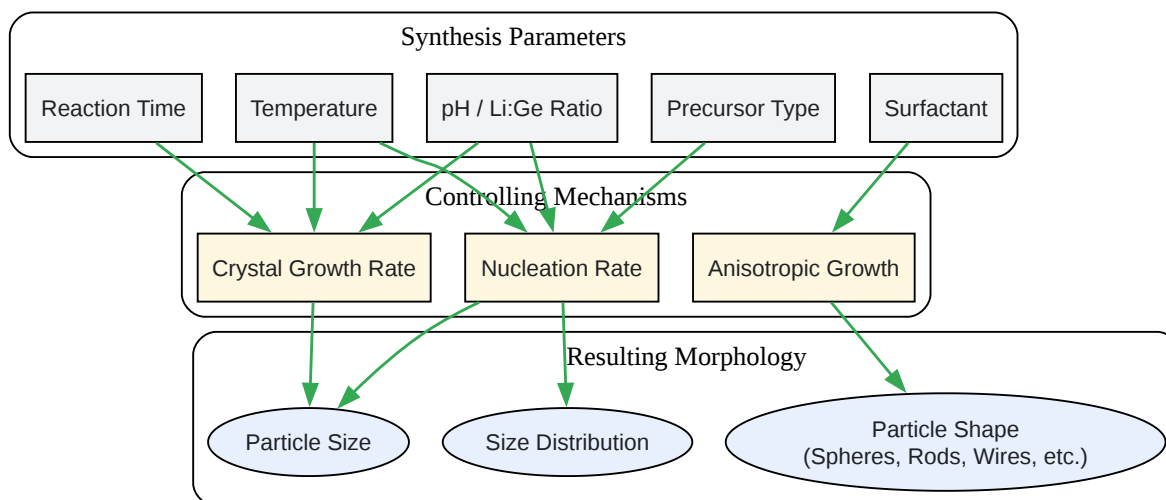 Synthesis Parameters
Reaction Time
Temperature
pH / Li:Ge Ratio
Precursor Type
Surfactant
Controlling Mechanisms
Crystal Growth Rate
Nucleation Rate
Anisotropic Growth
Resulting Morphology
Particle Size
Size Distribution
Particle Shape
(Spheres, Rods, Wires, etc.)